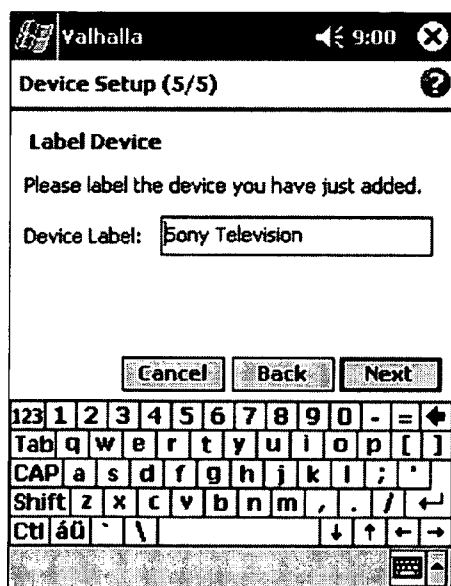 Valhalla 9:00
Device Setup (5/5) ?
Label Device
Please label the device you have just added.
Device Label: Sony Television
Cancel Back Next
123 1 2 3 4 5 6 7 8 9 0 - =
Tab q w e r t y u i o p [ ]
CAP a s d f g h j k l ; '
Shift z x c v b n m , . /
Ctl áü ` \